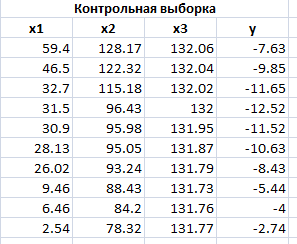 Контрольная выборка
x1 x2 x3 y
59.4 128.17 132.06 -7.63
46.5 122.32 132.04 -9.85
32.7 115.18 132.02 -11.65
31.5 96.43 132 -12.52
30.9 95.98 131.95 -11.52
28.13 95.05 131.87 -10.63
26.02 93.24 131.79 -8.43
9.46 88.43 131.73 -5.44
6.46 84.2 131.76 -4
2.54 78.32 131.77 -2.74